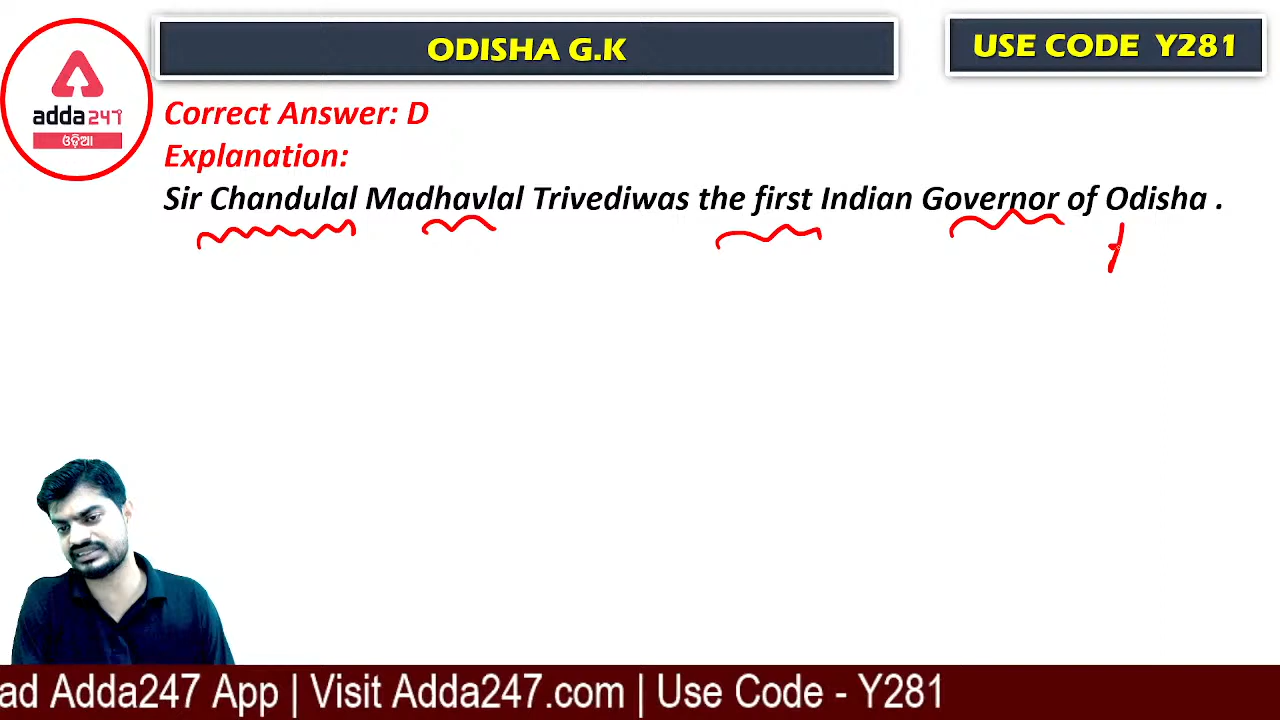 ODISHA G.K
USE CODE Y281
adda247
ଓଡ଼ିଆ
Correct Answer: D
Explanation:
Sir Chandulal Madhavlal Trivediwas the first Indian Governor of Odisha .
ad Adda247 App | Visit Adda247.com | Use Code - Y281